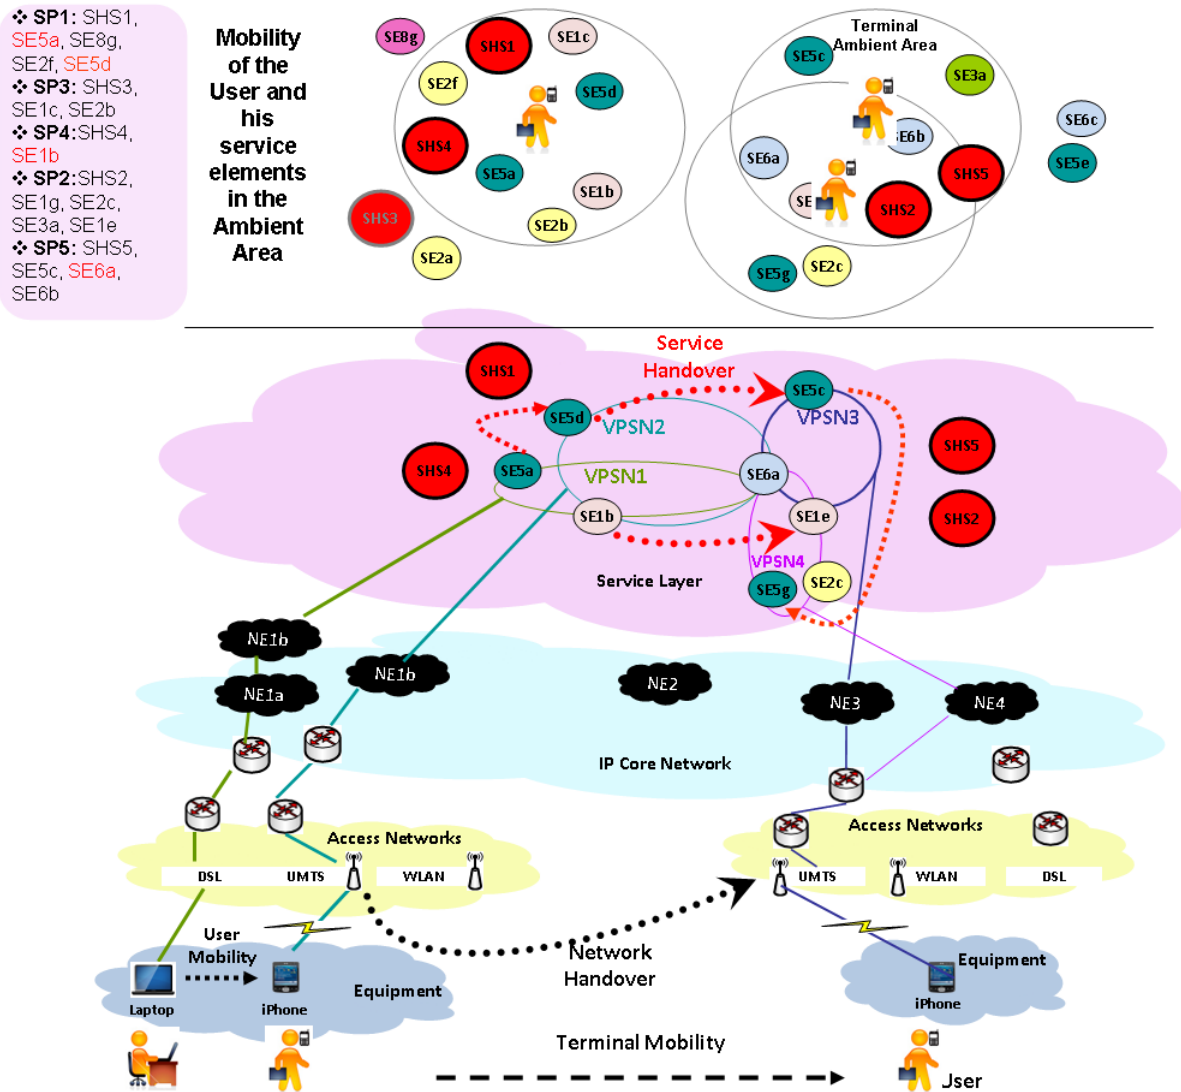 ❖ SP1: SHS1,
SE5a, SE8g,
SE2f, SE5d
❖ SP3: SHS3,
SE1c, SE2b
❖ SP4: SHS4,
SE1b
❖ SP2:SHS2,
SE1g, SE2c,
SE3a, SE1e
❖ SP5: SHS5,
SE5c, SE6a,
SE6b
Mobility
of the
User and
his
service
elements
in the
Ambient
Area
SE8g
SHS1
SE1c
SE2f
SE5d
SHS4
SE5a
SE1b
SHS3
SE2b
SE2a
Terminal
Ambient Area
SE5c
SE3a
SE6c
SE6b
SE6a
SE5e
SHS5
SE
SHS2
SE5g
SE2c
Service
Handover
SHS1
SE5c
SE5d
VPSN2
VPSN3
SHS5
SHS4
SE5a
VPSN1
SE6a
SE1b
SE1e
SHS2
VPSN4
Service Layer
SE5g
SE2c
NE1b
NE1b
NE1a
NE2
NE3
NE4
IP Core Network
Access Networks
Access Networks
DSL
UMTS
WLAN
UMTS
WLAN
DSL
User
Mobility
Network
Handover
Equipment
Equipment
Laptop
iPhone
iPhone
Terminal Mobility
Jser